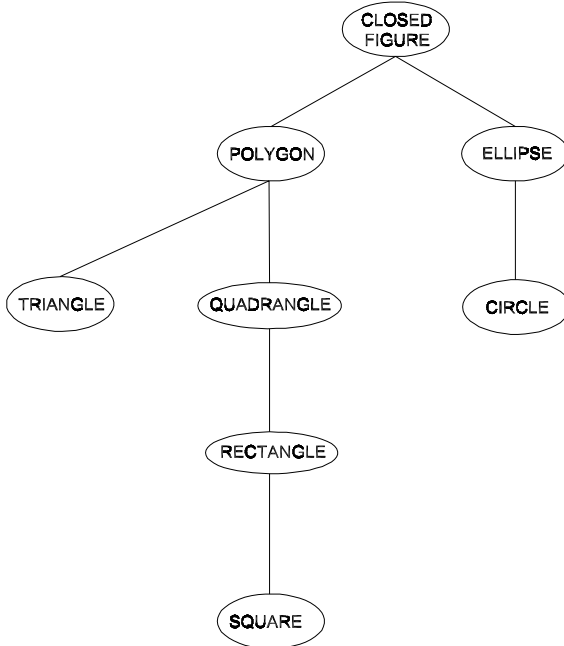 CLOSED
FIGURE
POLYGON
ELLIPSE
TRIANGLE
QUADRANGLE
CIRCLE
RECTANGLE
SQUARE